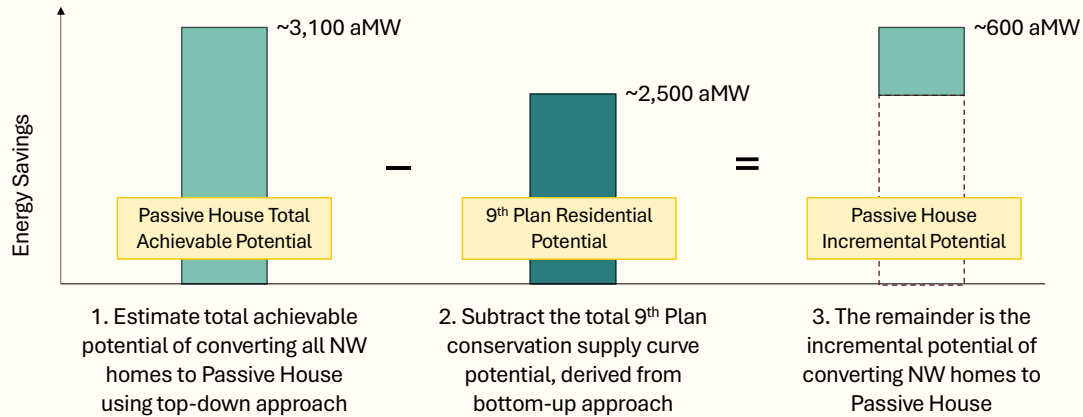 ~3,100 aMW
~600 aMW
~2,500 aMW
Energy Savings
–
=
Passive House Total
Achievable Potential
9th Plan Residential
Potential
Passive House
Incremental Potential
1. Estimate total achievable
potential of converting all NW
homes to Passive House
using top-down approach
2. Subtract the total 9th Plan
conservation supply curve
potential, derived from
bottom-up approach
3. The remainder is the
incremental potential of
converting NW homes to
Passive House